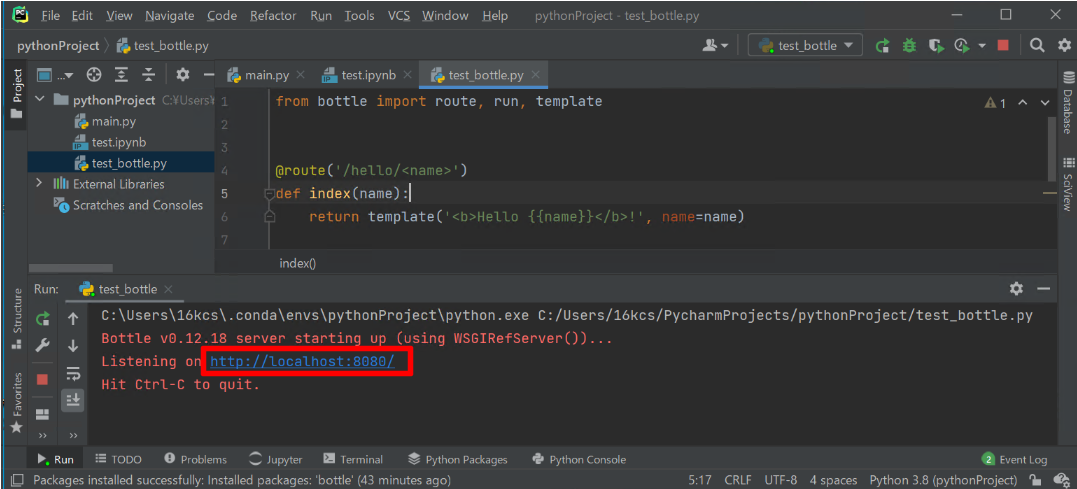 PC File Edit View Navigate Code Refactor Run Tools VCS Window Help pythonProject - test_bottle.py
pythonProject test_bottle.py test_bottle
Project
... main.py test.ipynb test_bottle.py
pythonProject C:¥Users¥
main.py
test.ipynb
test_bottle.py
External Libraries
Scratches and Consoles
1 from bottle import route, run, template
2
3
4 @route('/hello/<name>')
5 def index(name):
6 return template('<b>Hello {{name}}</b>!', name=name)
7
1
index()
Database
SciView
Run: test_bottle
C:\Users\16kcs\.conda\envs\pythonProject\python.exe C:/Users/16kcs/PycharmProjects/pythonProject/test_bottle.py
Bottle v0.12.18 server starting up (using WSGIRefServer())...
Listening on http://localhost:8080/
Hit Ctrl-C to quit.
Structure
Favorites
Run TODO Problems Jupyter Terminal Python Packages Python Console 2 Event Log
Packages installed successfully: Installed packages: 'bottle' (43 minutes ago) 5:17 CRLF UTF-8 4 spaces Python 3.8 (pythonProject)